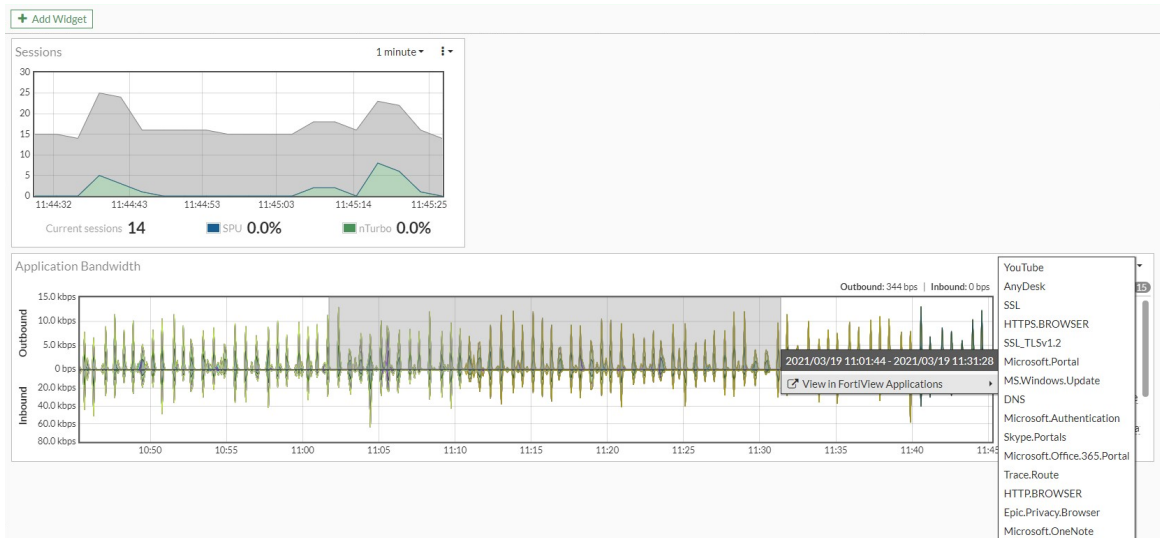 + Add Widget
Sessions
1 minute
30
25
20
15
10
5
0
11:44:32 11:44:43 11:44:53 11:45:03 11:45:14 11:45:25
Current sessions 14 SPU 0.0% nTurbo 0.0%
Application Bandwidth
Outbound: 344 bps | Inbound: 0 bps
15
Outbound
Inbound
15.0 kbps
10.0 kbps
5.0 kbps
0 bps
20.0 kbps
40.0 kbps
60.0 kbps
80.0 kbps
10:50 10:55 11:00 11:05 11:10 11:15 11:20 11:25 11:30 11:35 11:40 11:45
2021/03/19 11:01:44 - 2021/03/19 11:31:28
View in FortiView Applications
YouTube
AnyDesk
SSL
HTTPS.BROWSER
SSL_TLSv1.2
Microsoft.Portal
MS.Windows.Update
DNS
Microsoft.Authentication
Skype.Portals
Microsoft.Office.365.Portal
Trace.Route
HTTP.BROWSER
Epic.Privacy.Browser
Microsoft.OneNote